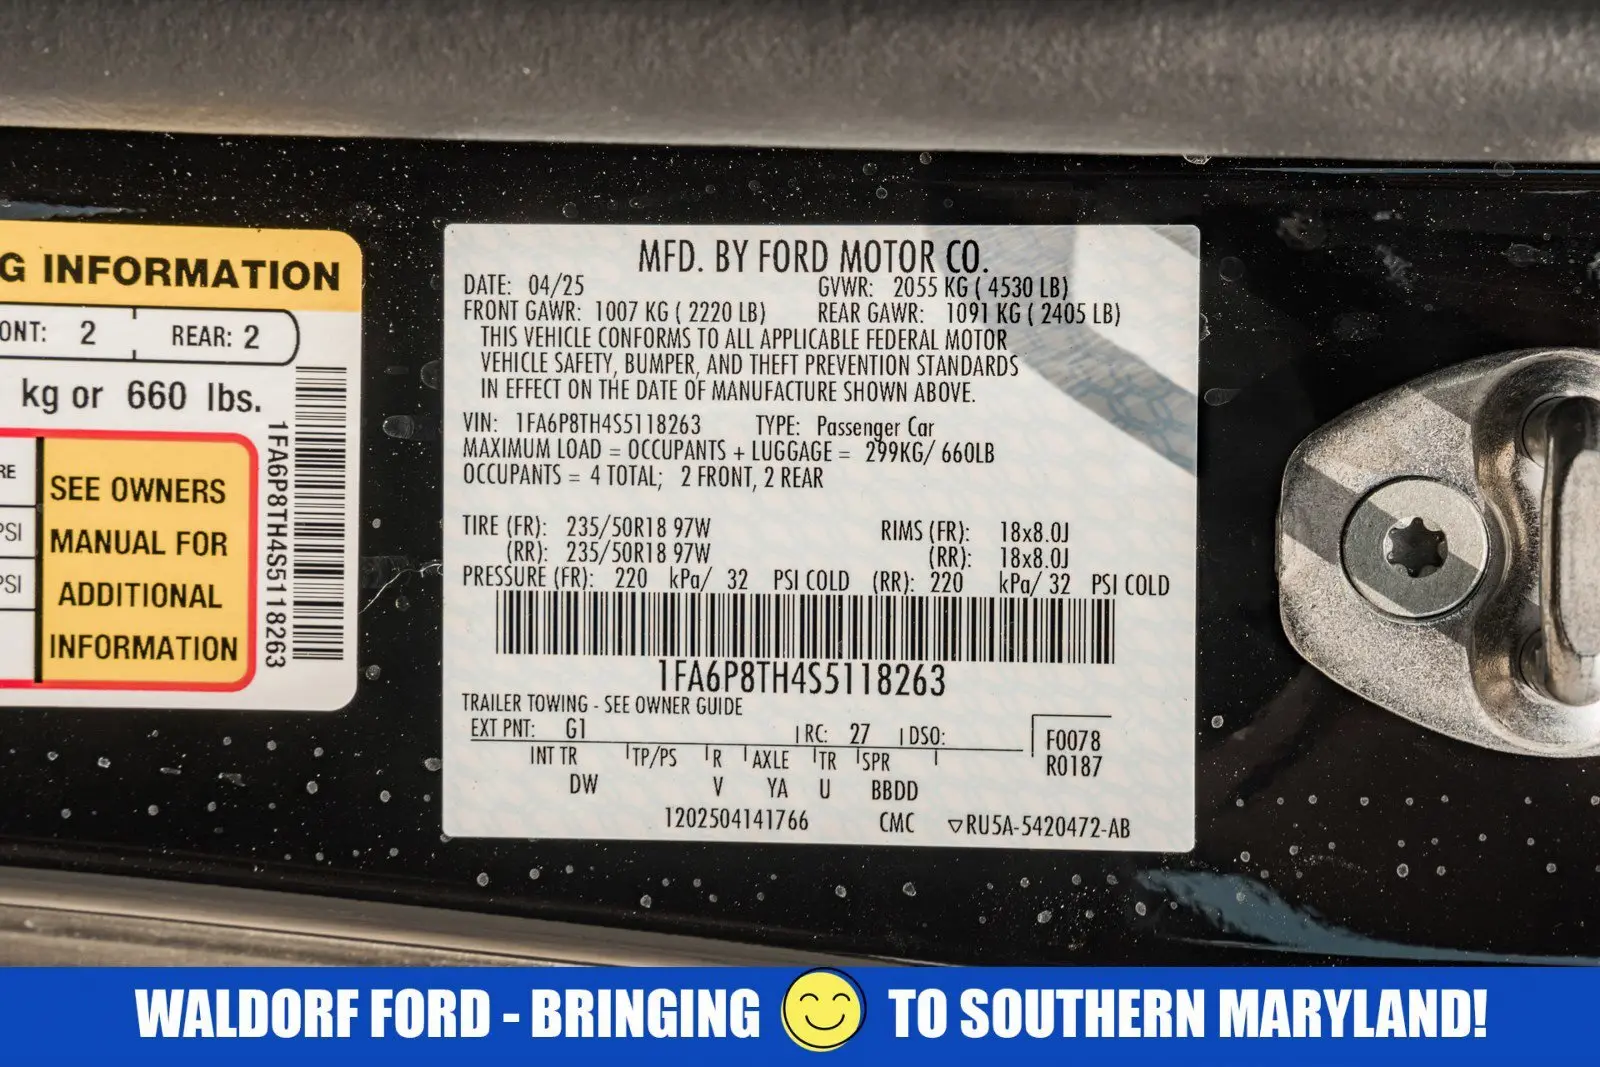 G INFORMATION
ONT: 2 REAR: 2
kg or 660 lbs.
RE
PSI
PSI
SEE OWNERS
MANUAL FOR
ADDITIONAL
INFORMATION
1FA6P8TH4S5118263
MFD. BY FORD MOTOR CO.
DATE: 04/25 GVWR: 2055 KG ( 4530 LB)
FRONT GAWR: 1007 KG ( 2220 LB) REAR GAWR: 1091 KG ( 2405 LB)
THIS VEHICLE CONFORMS TO ALL APPLICABLE FEDERAL MOTOR
VEHICLE SAFETY, BUMPER, AND THEFT PREVENTION STANDARDS
IN EFFECT ON THE DATE OF MANUFACTURE SHOWN ABOVE.
VIN: 1FA6P8TH4S5118263 TYPE: Passenger Car
MAXIMUM LOAD = OCCUPANTS + LUGGAGE = 299KG/ 660LB
OCCUPANTS = 4 TOTAL; 2 FRONT, 2 REAR
TIRE (FR): 235/50R18 97W RIMS (FR): 18x8.0J
(RR): 235/50R18 97W (RR): 18x8.0J
PRESSURE (FR): 220 kPa/ 32 PSI COLD (RR): 220 kPa/ 32 PSI COLD
1FA6P8TH4S5118263
TRAILER TOWING - SEE OWNER GUIDE
EXT PNT: G1 RC: 27 DSO: F0078
INT TR TP/PS R AXLE TR SPR R0187
DW V YA U BBDD
1202504141766 CMC ▽RU5A-5420472-AB
WALDORF FORD - BRINGING 😊 TO SOUTHERN MARYLAND!